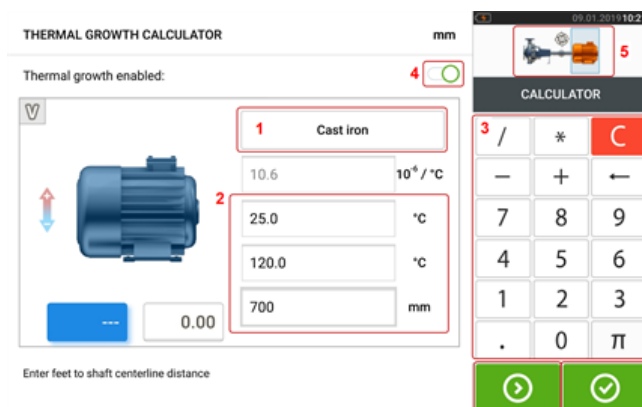 THERMAL GROWTH CALCULATOR mm
09.01.2019 10:2
Thermal growth enabled: 4
5
CALCULATOR
V
1 Cast iron
10.6 10⁻⁶ / °C
2
25.0 °C
120.0 °C
700 mm
--- 0.00
Enter feet to shaft centerline distance
3 / * C
− + ←
7 8 9
4 5 6
1 2 3
. 0 π